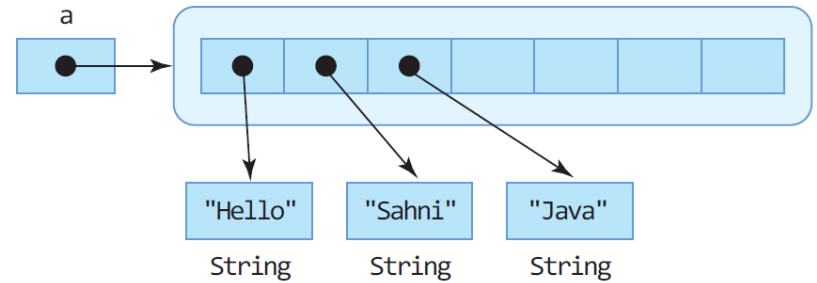 a
"Hello" "Sahni" "Java"
String String String